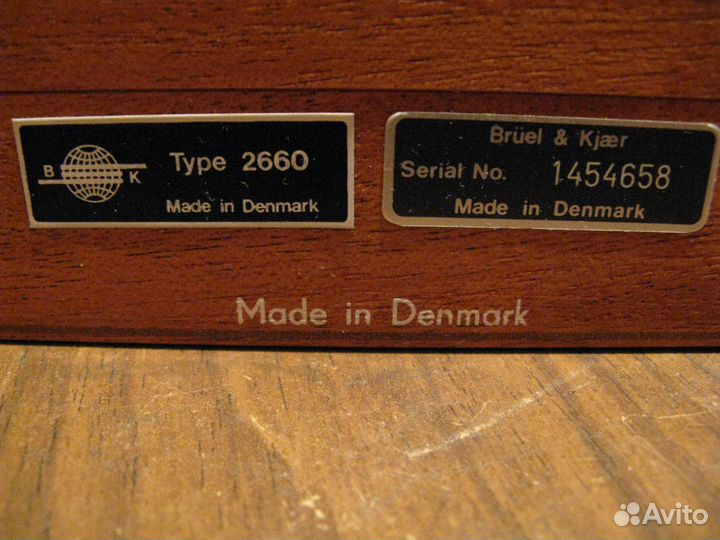 B K
Type 2660
Made in Denmark
Brüel & Kjær
Serial No. 1454658
Made in Denmark
Made in Denmark
Avito